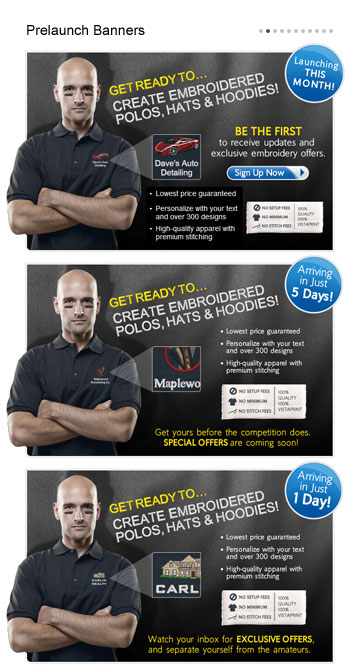 Prelaunch Banners
Launching
THIS
MONTH!
GET READY TO...
CREATE EMBROIDERED
POLOS, HATS & HOODIES!
BE THE FIRST
to receive updates and
exclusive embroidery offers.
Sign Up Now
Dave's Auto
Detailing
Dave's Auto
Detailing
• Lowest price guaranteed
• Personalize with your text
and over 300 designs
• High-quality apparel with
premium stitching
NO SETUP FEES
NO MINIMUM
NO STITCH FEES
100%
QUALITY
100%
VISTAPRINT
Arriving
in Just
5 Days!
GET READY TO...
CREATE EMBROIDERED
POLOS, HATS & HOODIES!
• Lowest price guaranteed
• Personalize with your text
and over 300 designs
• High-quality apparel with
premium stitching
Maplewo
NO SETUP FEES
NO MINIMUM
NO STITCH FEES
100%
QUALITY
100%
VISTAPRINT
Get yours before the competition does.
SPECIAL OFFERS are coming soon!
Arriving
in Just
1 Day!
GET READY TO...
CREATE EMBROIDERED
POLOS, HATS & HOODIES!
• Lowest price guaranteed
• Personalize with your text
and over 300 designs
• High-quality apparel with
premium stitching
CARLIN
REALTY
CARL
NO SETUP FEES
NO MINIMUM
NO STITCH FEES
100%
QUALITY
100%
VISTAPRINT
Watch your inbox for EXCLUSIVE OFFERS,
and separate yourself from the amateurs.